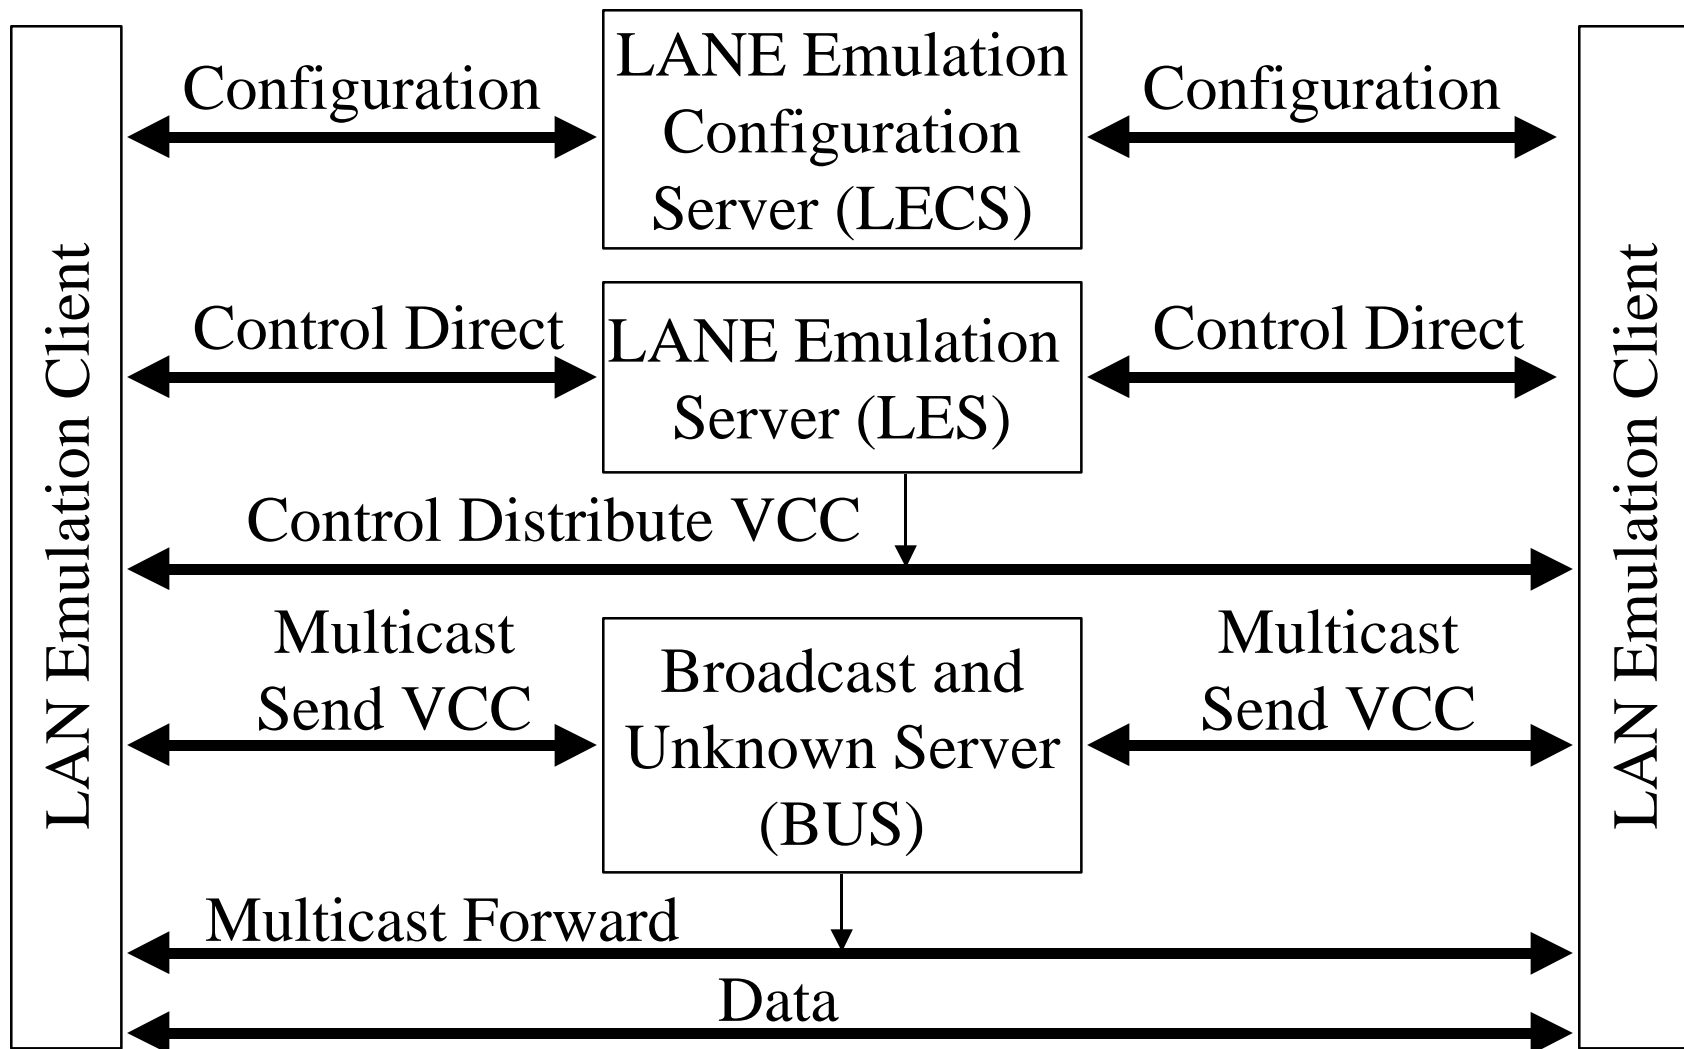 LANE Emulation
Configuration
Server (LECS)
Configuration
Configuration
LAN Emulation Client
LAN Emulation Client
Control Direct
LANE Emulation
Server (LES)
Control Direct
Control Distribute VCC
Multicast
Send VCC
Broadcast and
Unknown Server
(BUS)
Multicast
Send VCC
Multicast Forward
Data